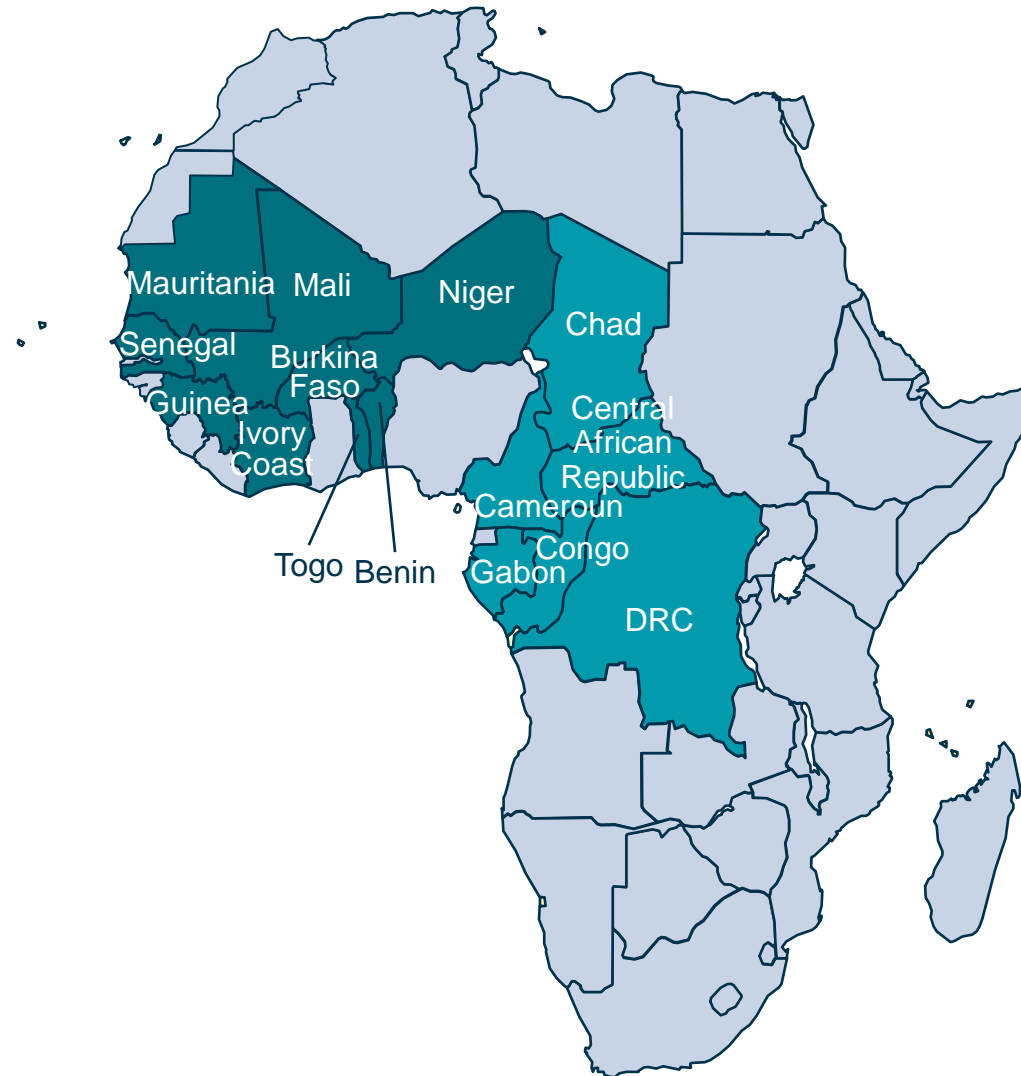 Mauritania
Mali
Niger
Chad
Senegal
Burkina
Faso
Guinea
Ivory
Coast
Central
African
Republic
Cameroun
Togo
Benin
Congo
Gabon
DRC